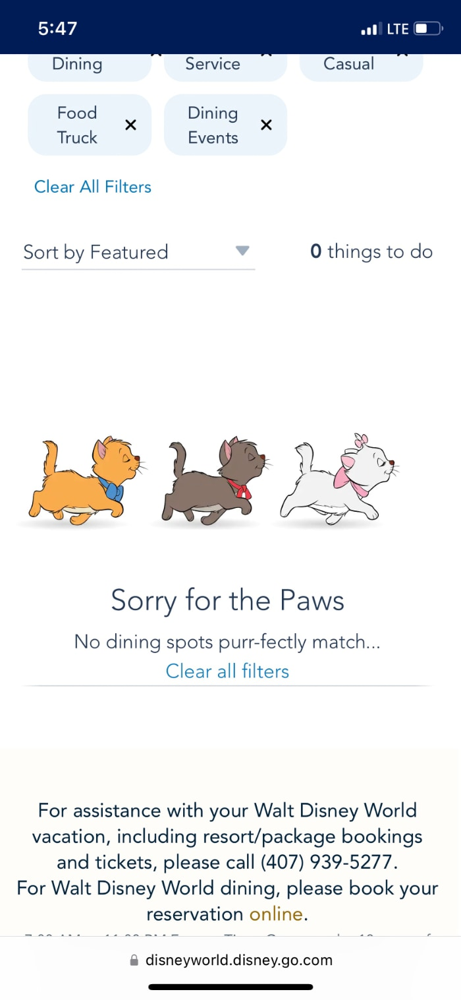 5:47
LTE
Dining
Service
Casual
Food
Truck
Dining
Events
Clear All Filters
Sort by Featured
0 things to do
Sorry for the Paws
No dining spots purr-fectly match...
Clear all filters
For assistance with your Walt Disney World
vacation, including resort/package bookings
and tickets, please call (407) 939-5277.
For Walt Disney World dining, please book your
reservation online.
disneyworld.disney.go.com